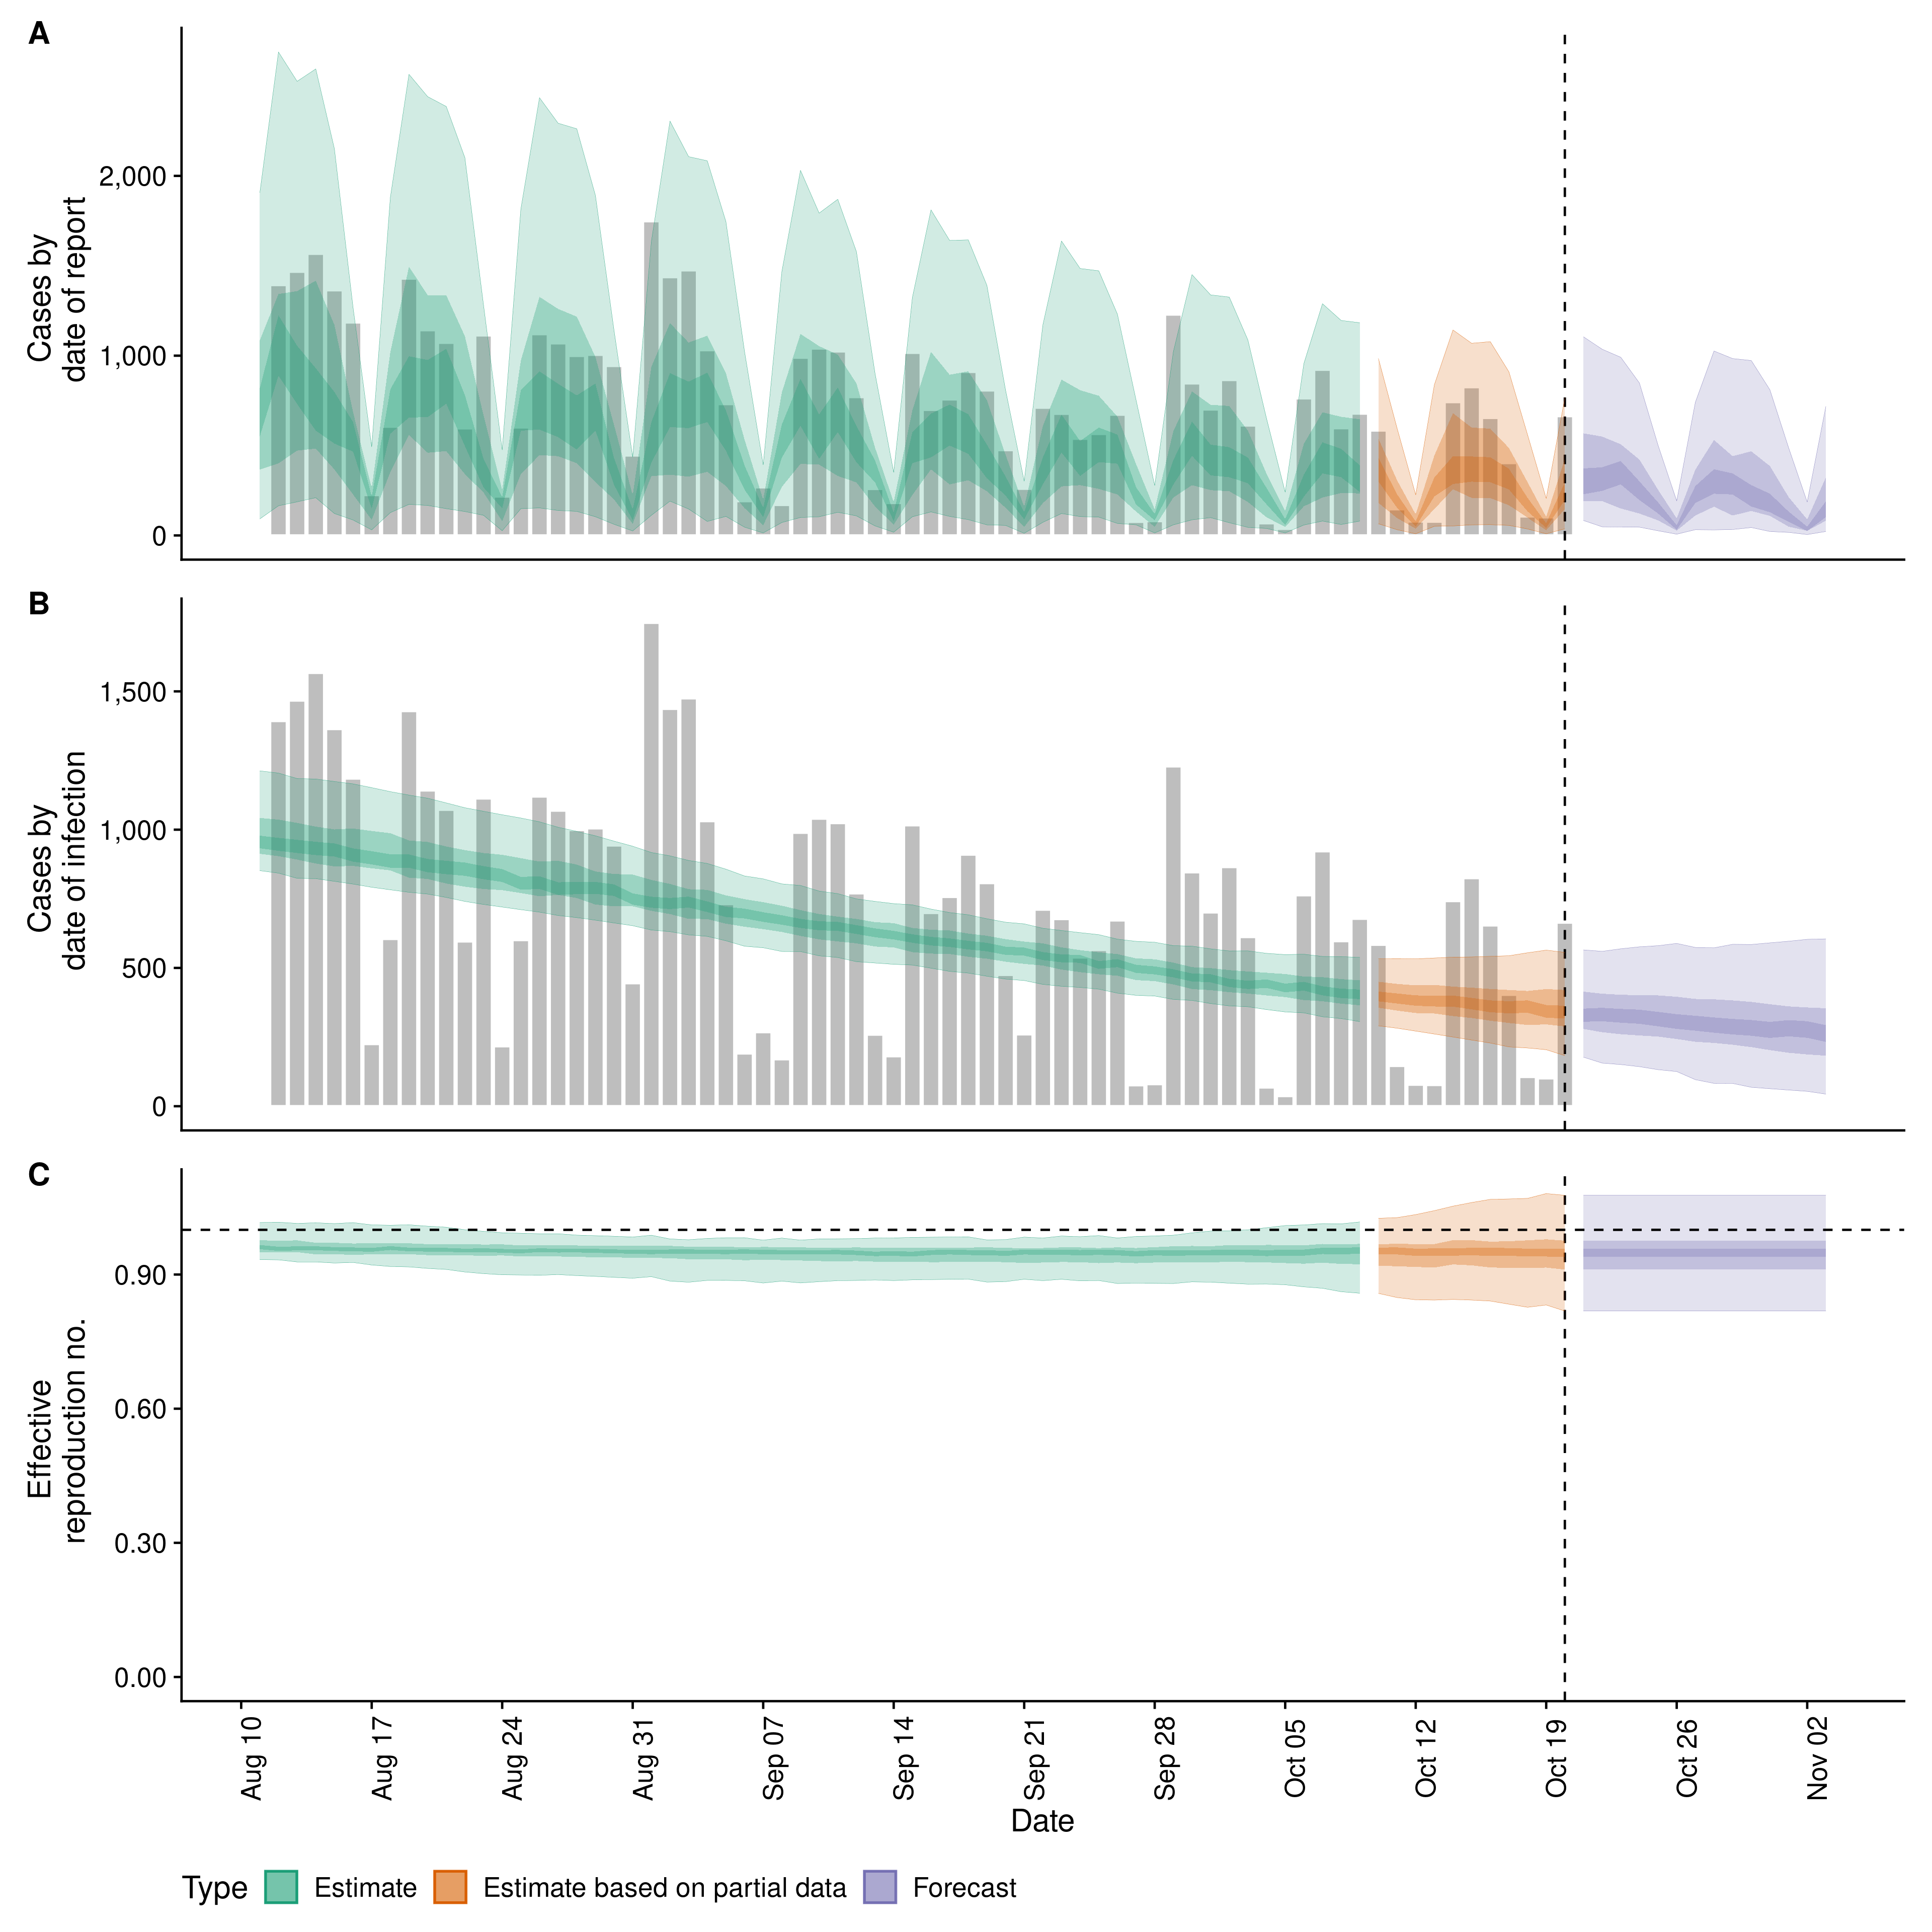 A
Cases by
date of report
2,000
1,000
0
B
Cases by
date of infection
1,500
1,000
500
0
C
Effective
reproduction no.
0.90
0.60
0.30
0.00
Aug 10
Aug 17
Aug 24
Aug 31
Sep 07
Sep 14
Sep 21
Sep 28
Oct 05
Oct 12
Oct 19
Oct 26
Nov 02
Date
Type Estimate Estimate based on partial data Forecast